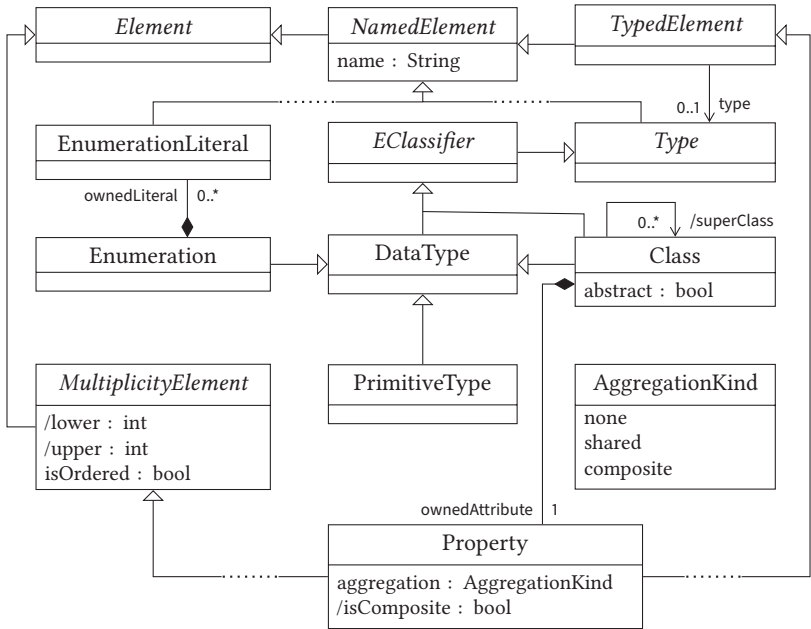 Element
NamedElement
name : String
TypedElement
0..1
type
EnumerationLiteral
EClassifier
Type
ownedLiteral
0..*
0..*
/superClass
Enumeration
DataType
Class
abstract : bool
MultiplicityElement
/lower : int
/upper : int
isOrdered : bool
PrimitiveType
AggregationKind
none
shared
composite
ownedAttribute
1
Property
aggregation : AggregationKind
/isComposite : bool